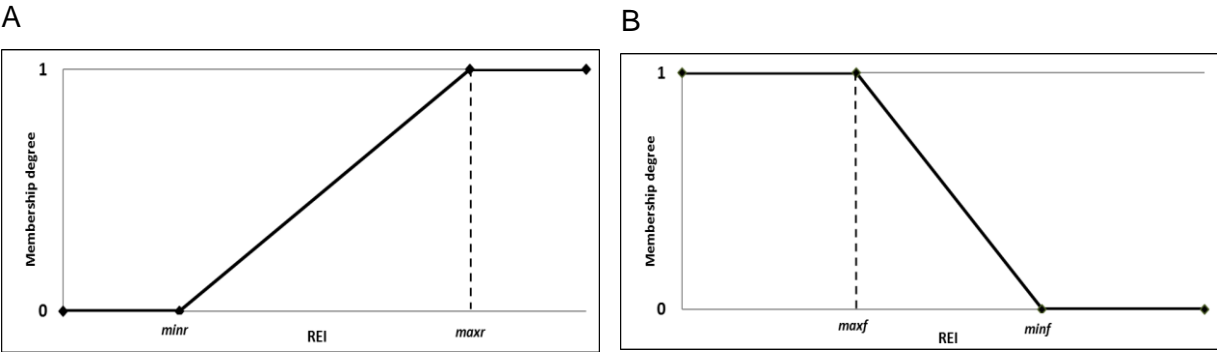 A
1
Membership degree
0
minr
REI
maxr
B
1
Membership degree
0
maxf
REI
minf